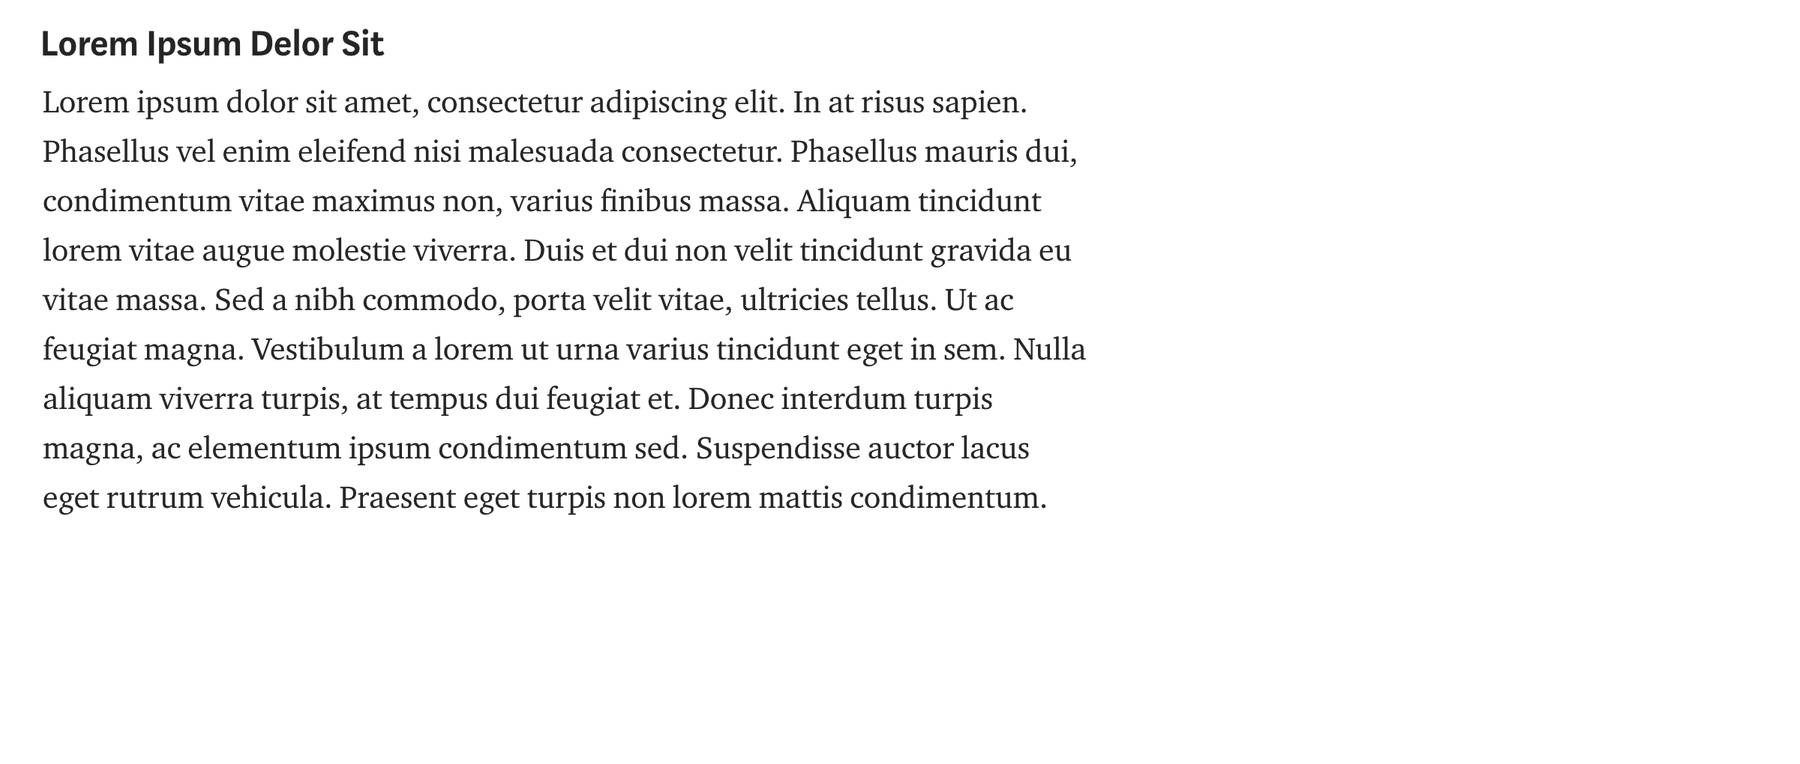 Lorem Ipsum Delor Sit
Lorem ipsum dolor sit amet, consectetur adipiscing elit. In at risus sapien.
Phasellus vel enim eleifend nisi malesuada consectetur. Phasellus mauris dui,
condimentum vitae maximus non, varius finibus massa. Aliquam tincidunt
lorem vitae augue molestie viverra. Duis et dui non velit tincidunt gravida eu
vitae massa. Sed a nibh commodo, porta velit vitae, ultricies tellus. Ut ac
feugiat magna. Vestibulum a lorem ut urna varius tincidunt eget in sem. Nulla
aliquam viverra turpis, at tempus dui feugiat et. Donec interdum turpis
magna, ac elementum ipsum condimentum sed. Suspendisse auctor lacus
eget rutrum vehicula. Praesent eget turpis non lorem mattis condimentum.